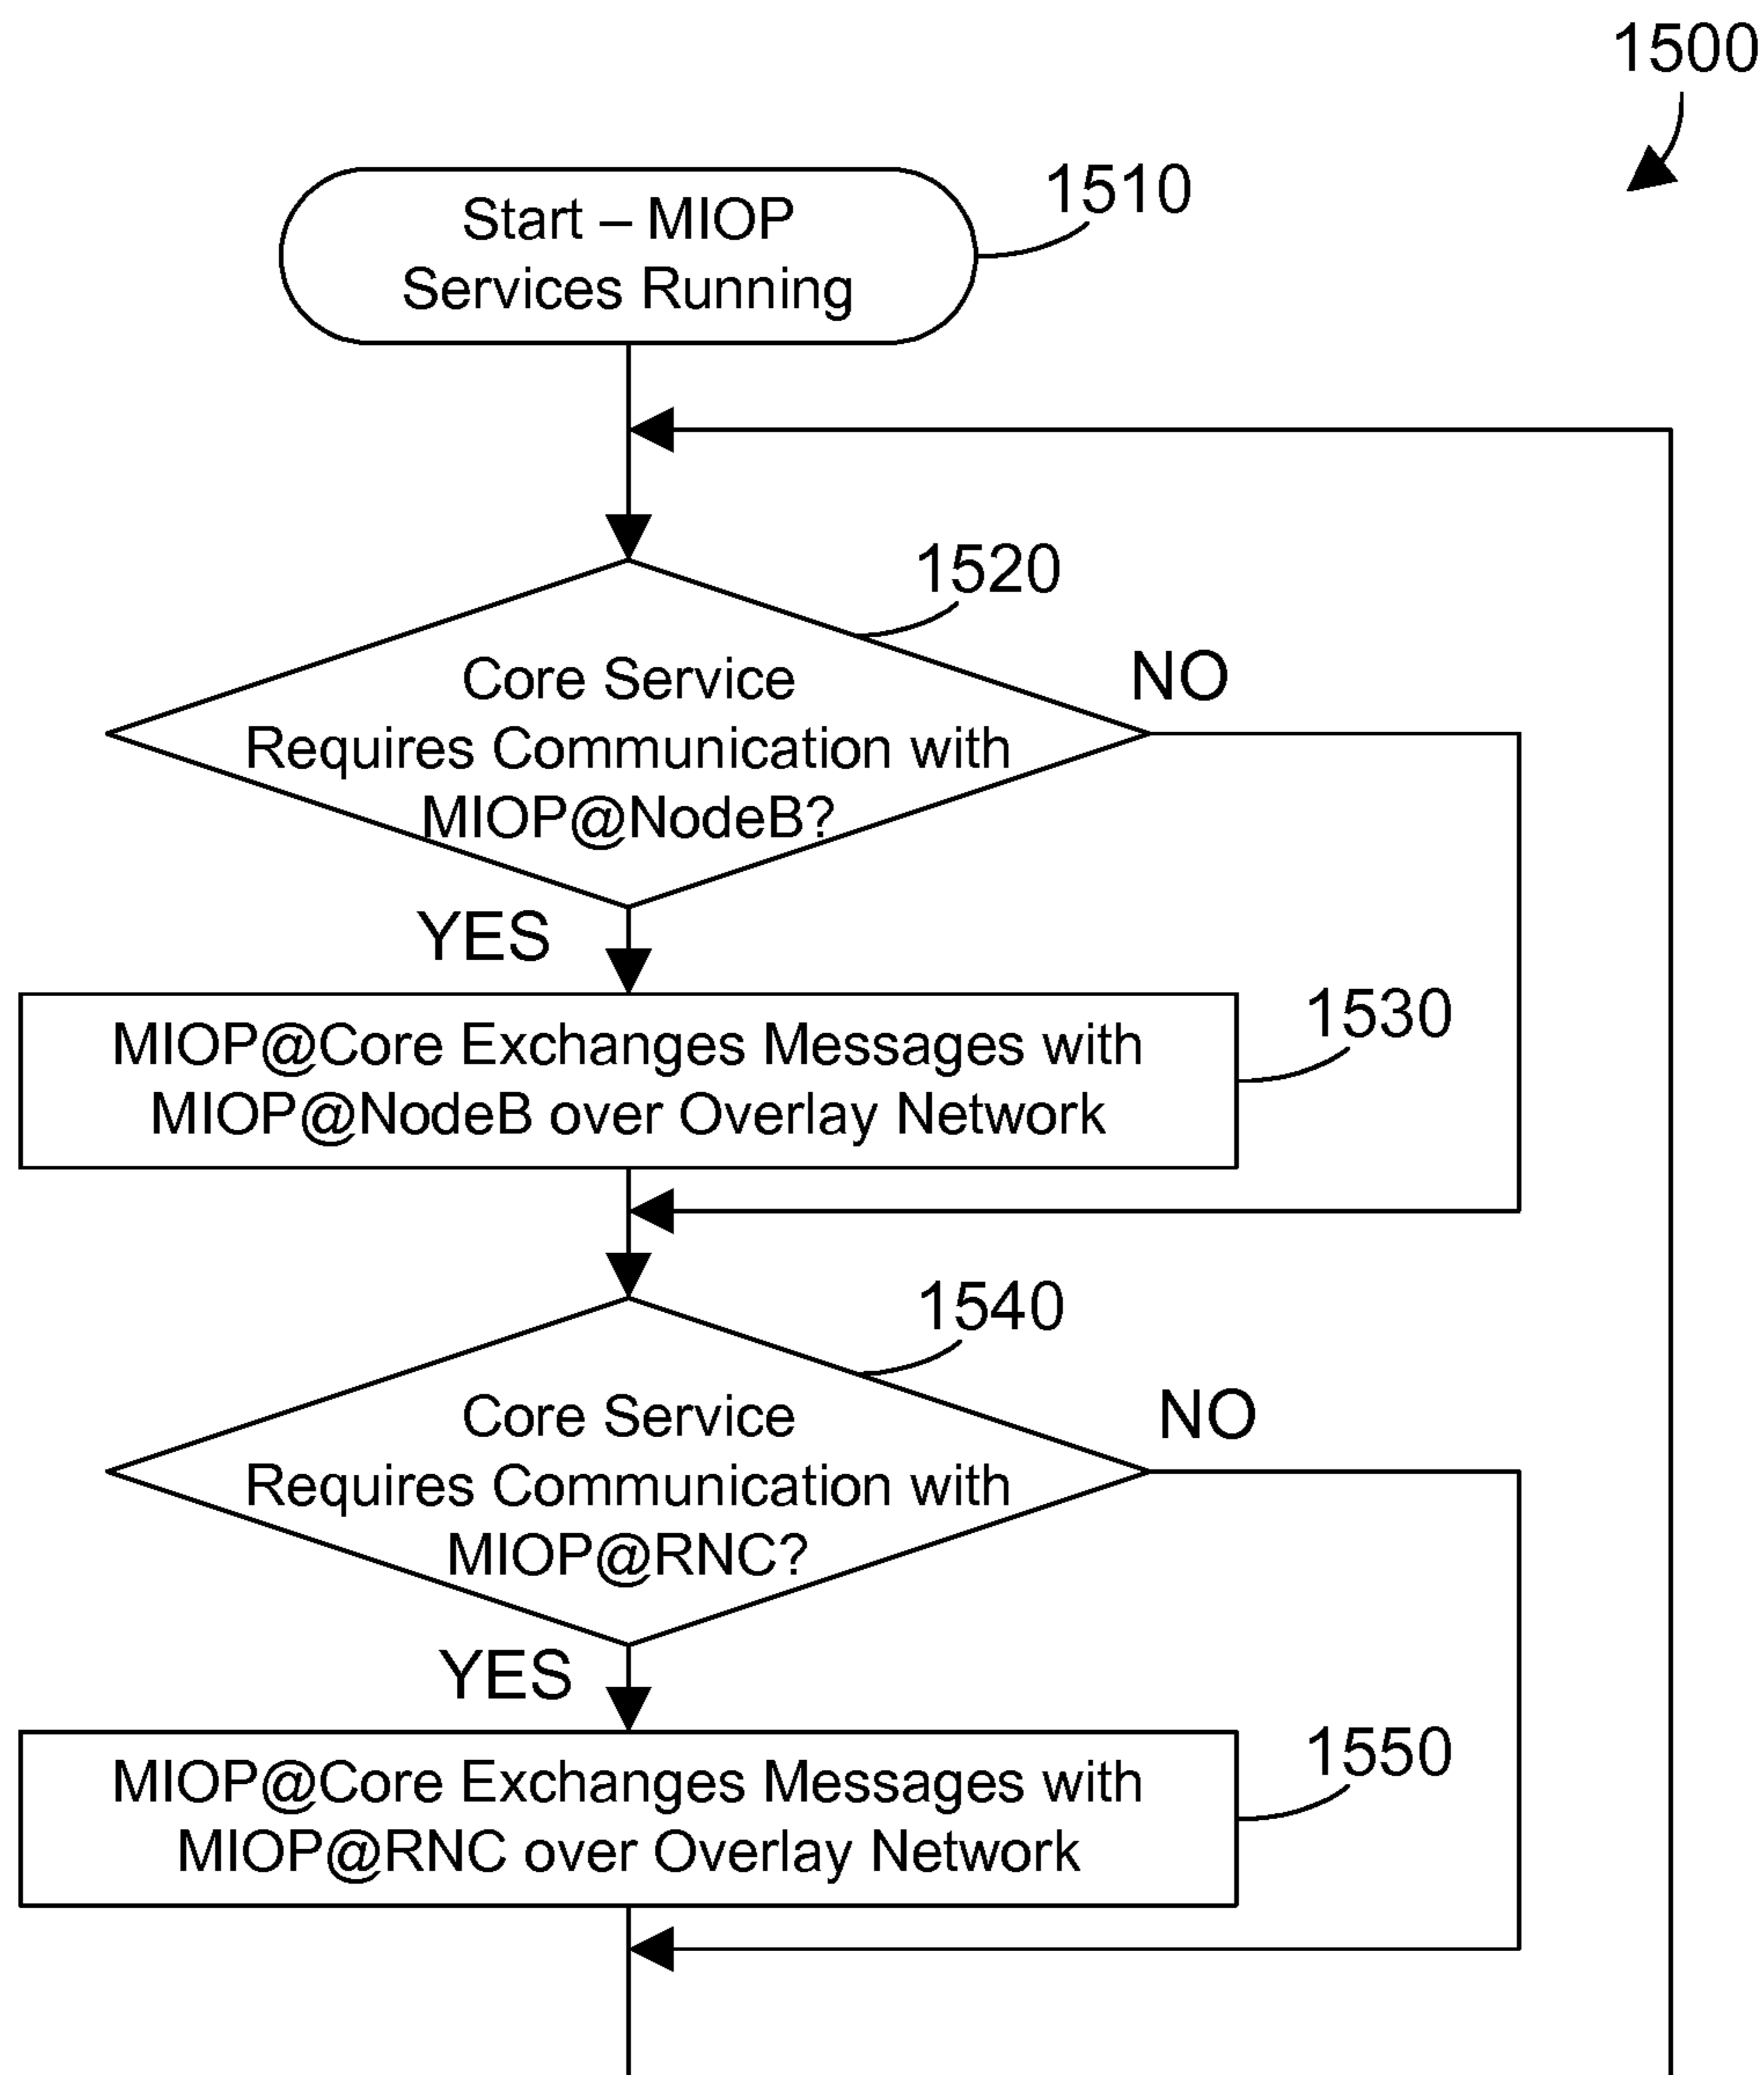 1500
1510
Start – MIOP
Services Running
1520
Core Service
Requires Communication with
MIOP@NodeB?
NO
YES
1530
MIOP@Core Exchanges Messages with
MIOP@NodeB over Overlay Network
1540
Core Service
Requires Communication with
MIOP@RNC?
NO
YES
1550
MIOP@Core Exchanges Messages with
MIOP@RNC over Overlay Network